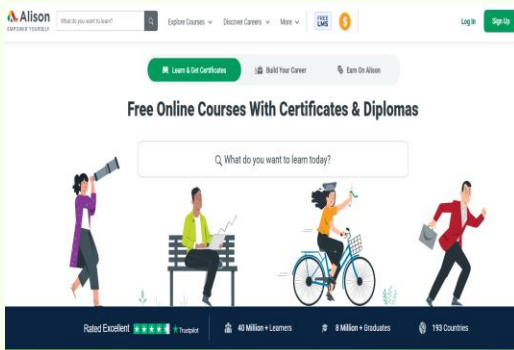 Alison
EMPOWER YOURSELF
What do you want to learn?
Explore Courses
Discover Careers
More
FREE LMS
$
Log In
Sign Up
Learn & Get Certificates
Build Your Career
Earn On Alison
Free Online Courses With Certificates & Diplomas
What do you want to learn today?
Rated Excellent
Trustpilot
40 Million + Learners
8 Million + Graduates
193 Countries